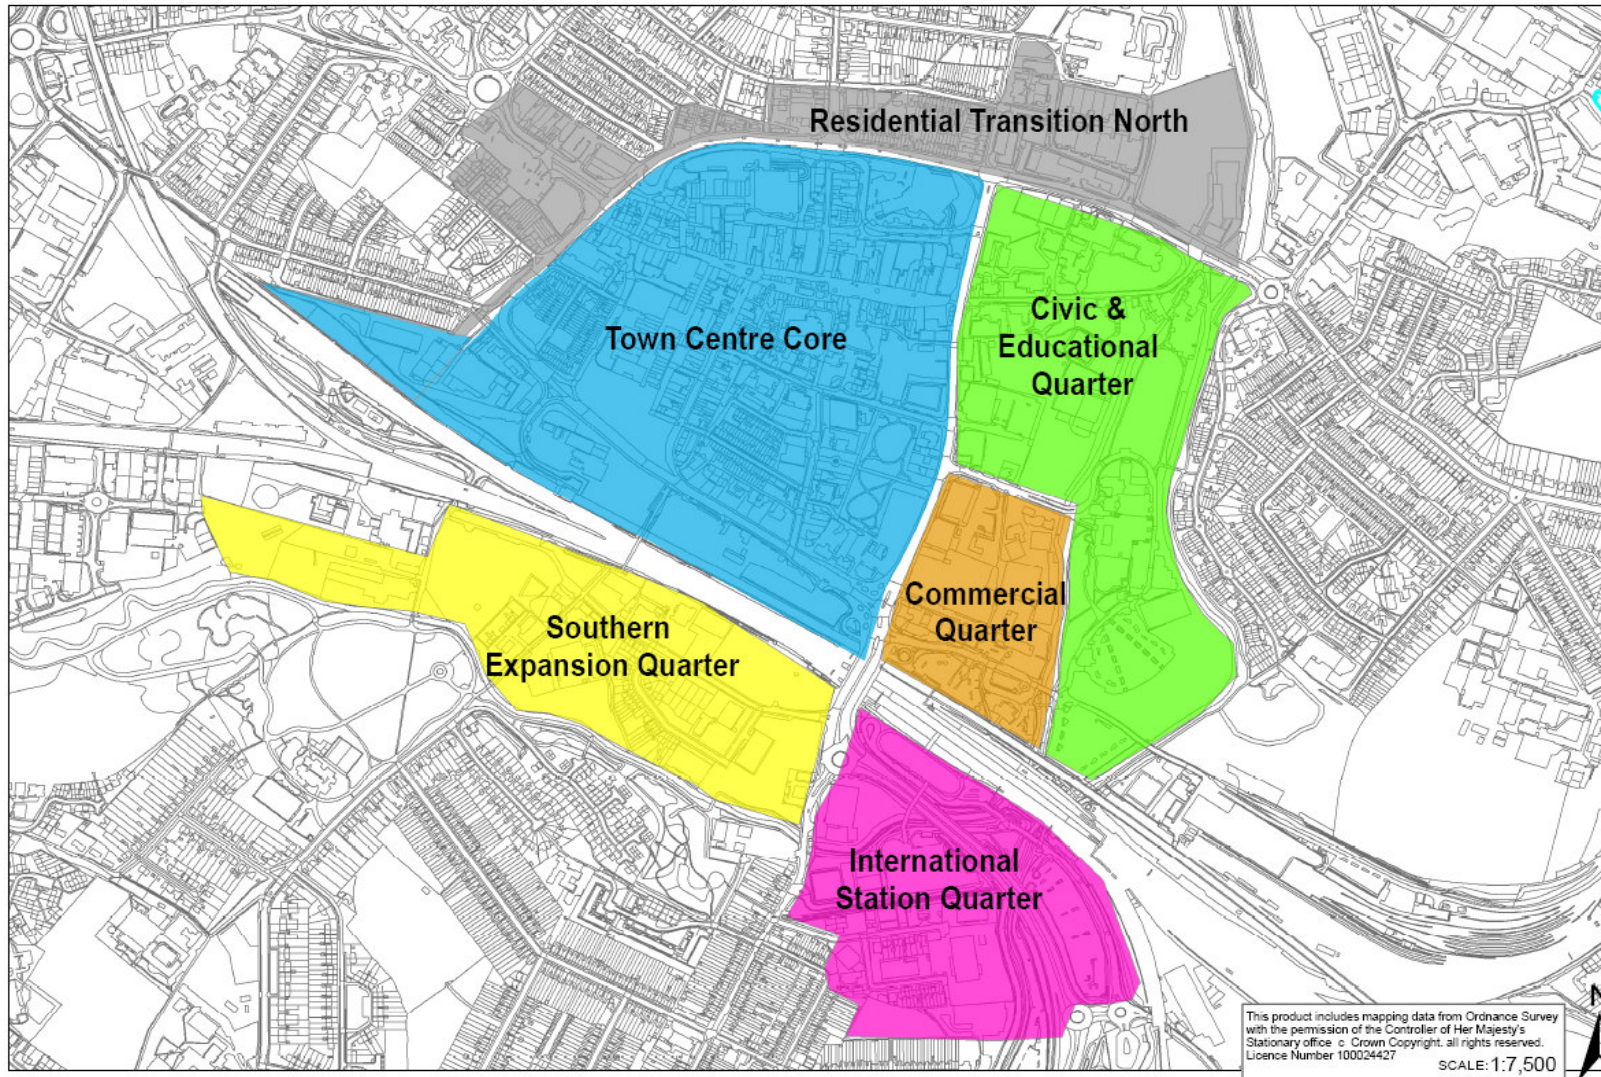 Residential Transition North
Town Centre Core
Civic &
Educational
Quarter
Commercial
Quarter
Southern
Expansion Quarter
International
Station Quarter
N
This product includes mapping data from Ordnance Survey
with the permission of the Controller of Her Majesty's
Stationary office c Crown Copyright. all rights reserved.
Licence Number 100024427
SCALE: 1:7,500